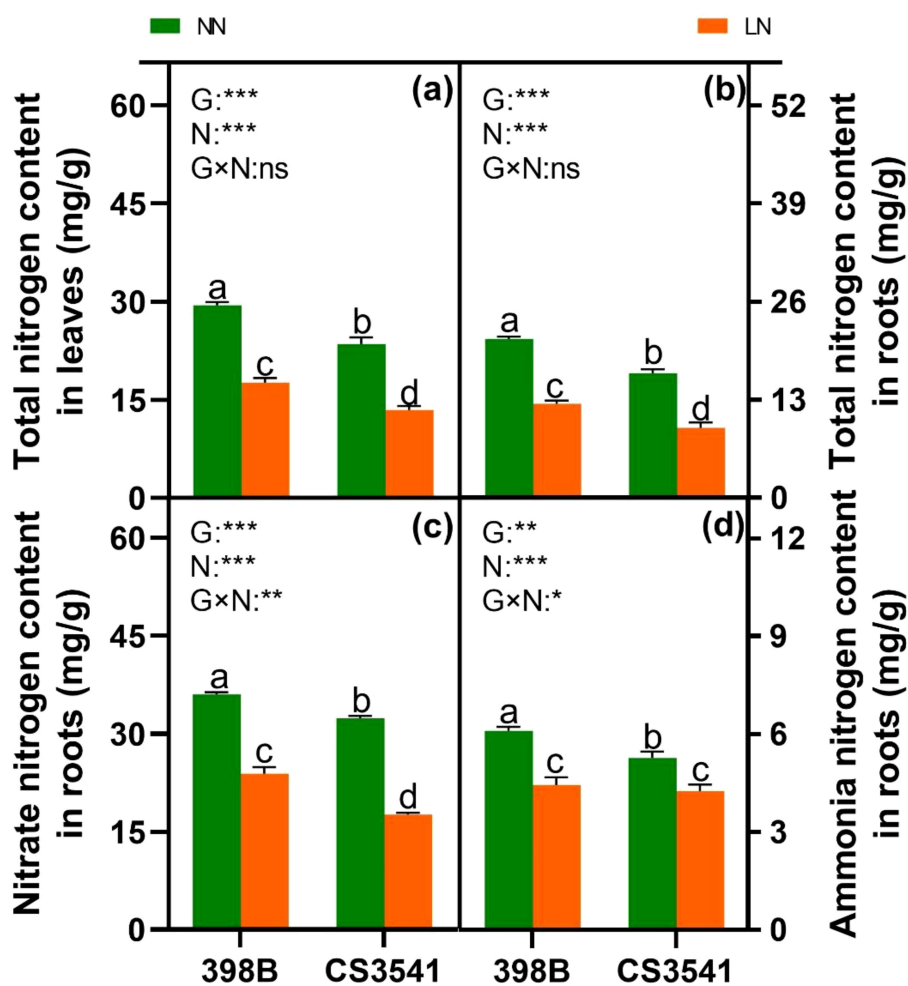 NN
LN
Total nitrogen content
in leaves (mg/g)
60
45
30
15
0
(a)
G:***
N:***
G×N:ns
a
c
b
d
(b)
G:***
N:***
G×N:ns
a
c
b
d
52
39
26
13
0
Total nitrogen content
in roots (mg/g)
Nitrate nitrogen content
in roots (mg/g)
60
45
30
15
0
(c)
G:***
N:***
G×N:**
a
c
b
d
(d)
G:**
N:***
G×N:*
a
c
b
c
12
9
6
3
0
Ammonia nitrogen content
in roots (mg/g)
398B
CS3541
398B
CS3541